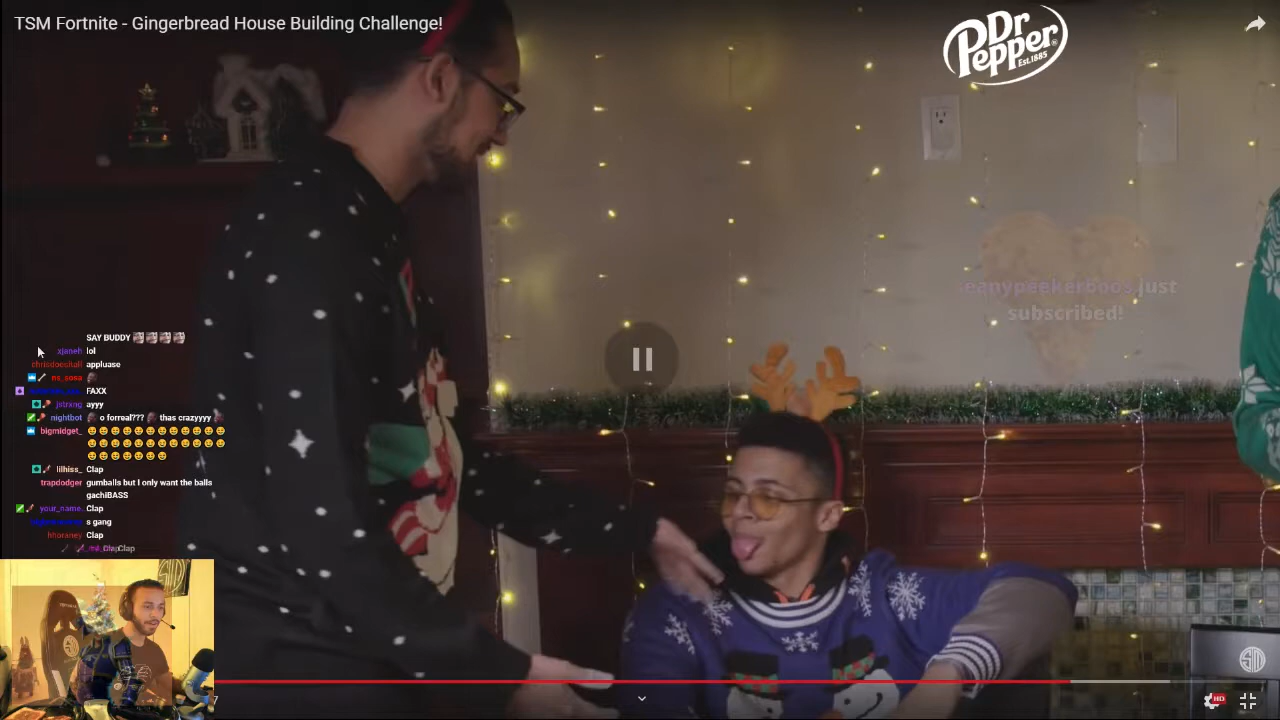 TSM Fortnite - Gingerbread House Building Challenge!
Dr
Pepper
Est.1885
just
subscribed!
SAY BUDDY
xjaneh lol
appluase
FAXX
jstrxng ayyy
nightbot o forreal??? thas crazyyyy
bigmidget_
lilhiss_ Clap
trapdodger gumballs but I only want the balls
gachiBASS
your_name. Clap
s gang
hhoraney Clap
HD